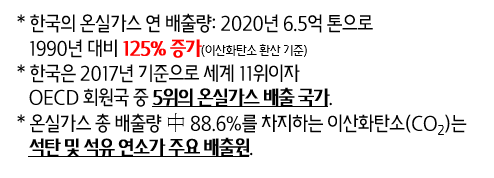 * 한국의 온실가스 연 배출량: 2020년 6.5억 톤으로
1990년 대비 125% 증가(이산화탄소 환산 기준)
* 한국은 2017년 기준으로 세계 11위이자
OECD 회원국 중 5위의 온실가스 배출 국가.
* 온실가스 총 배출량 中 88.6%를 차지하는 이산화탄소(CO₂)는
석탄 및 석유 연소가 주요 배출원.